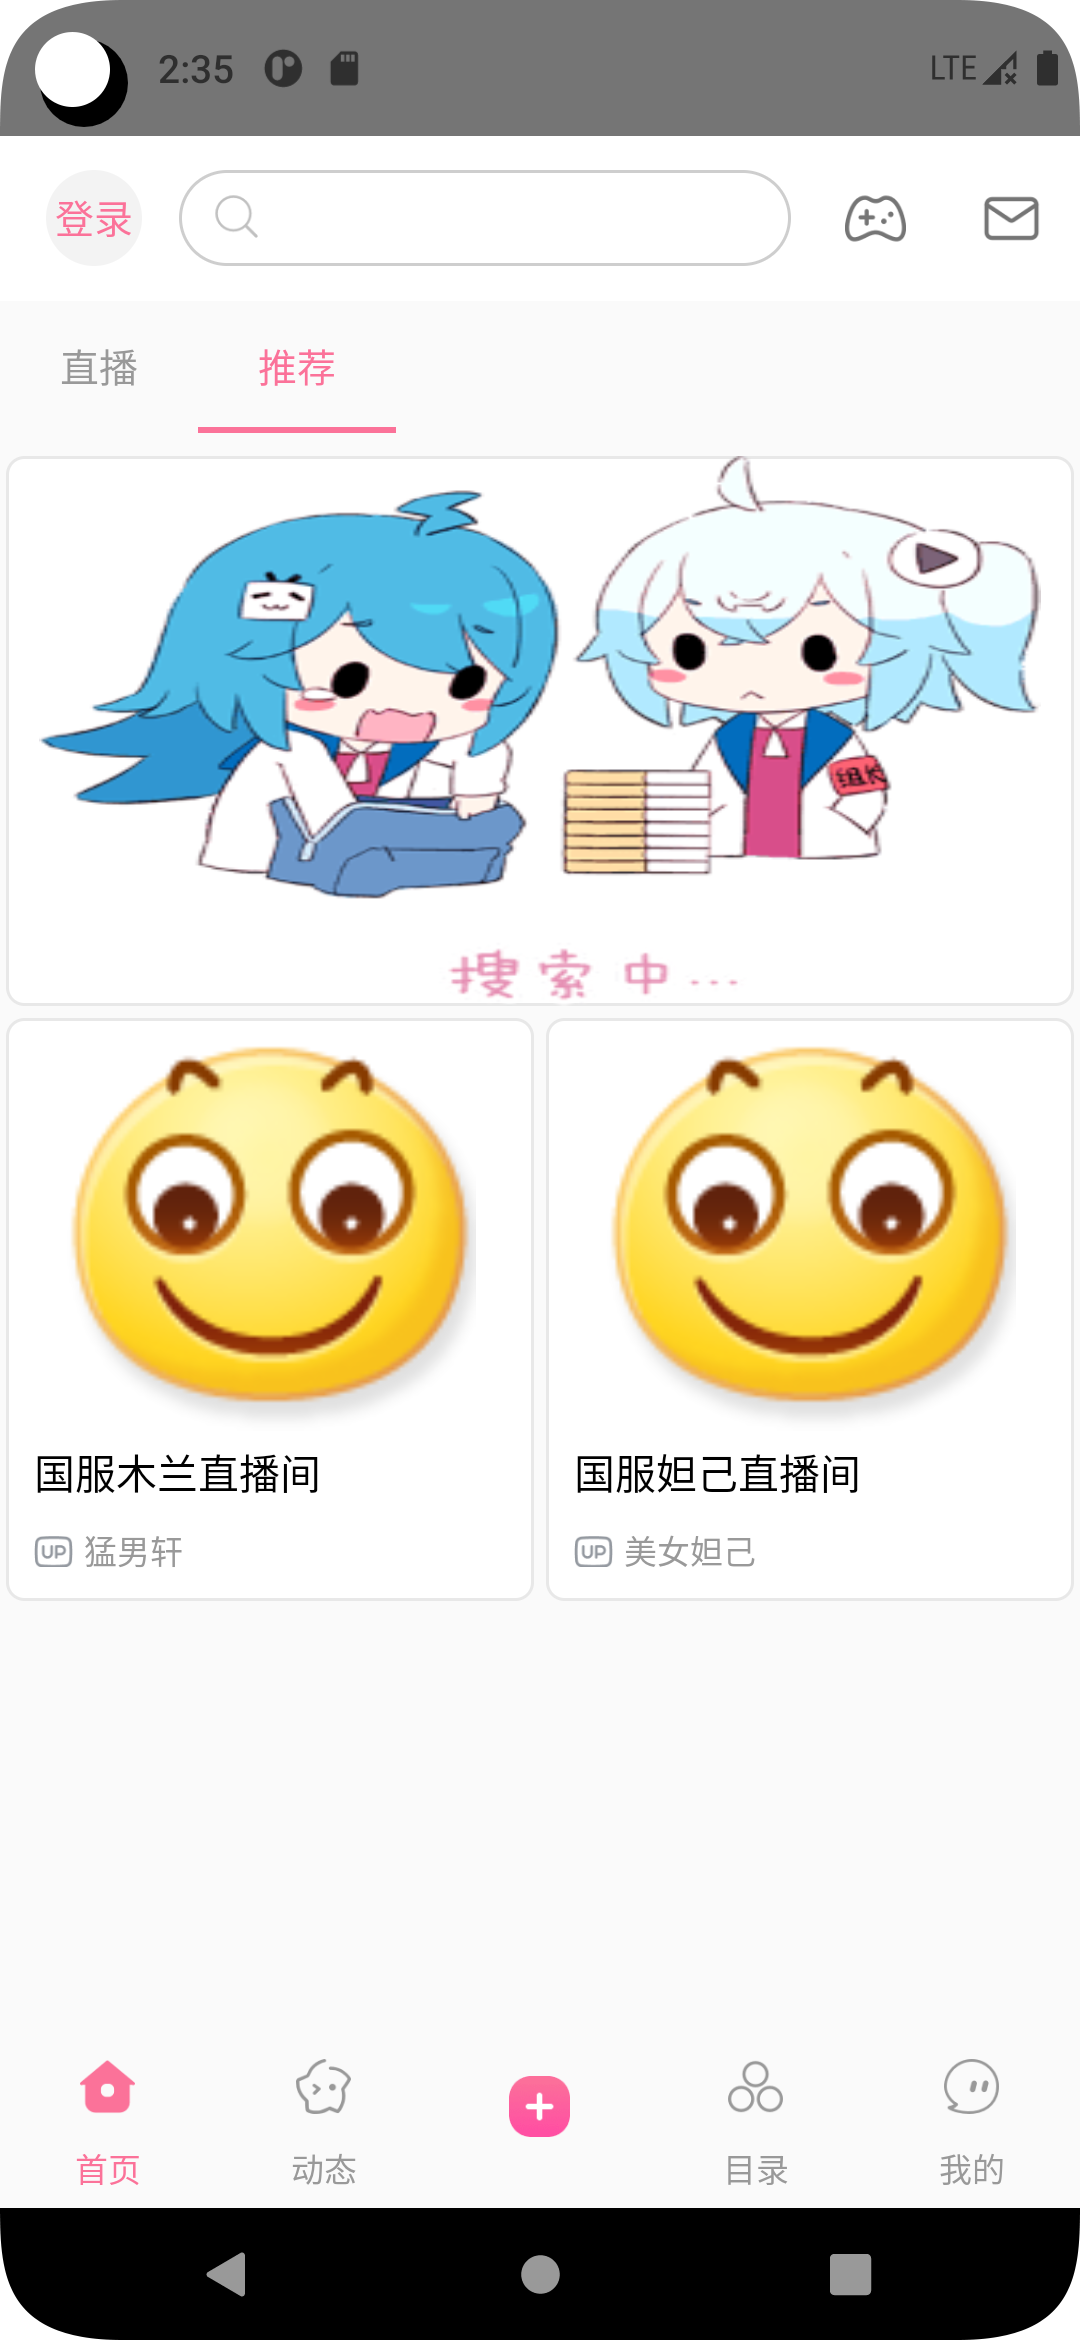 2:35
LTE
登录
直播
推荐
组长
搜索中...
国服木兰直播间
国服妲己直播间
UP 猛男轩
UP 美女妲己
首页
动态
目录
我的